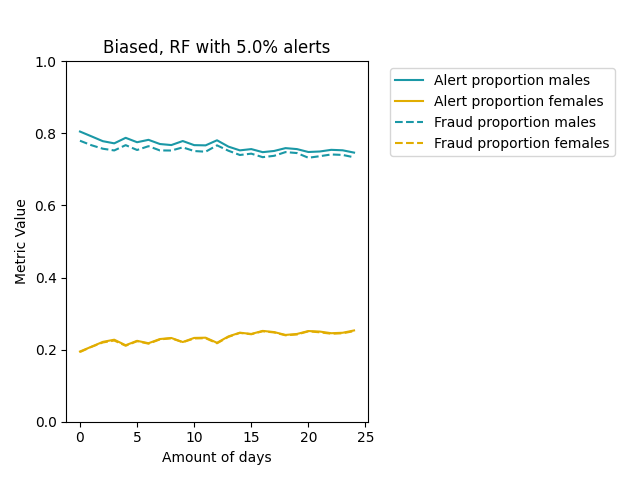 Biased, RF with 5.0% alerts
Alert proportion males
Alert proportion females
Fraud proportion males
Fraud proportion females
Metric Value
1.0
0.8
0.6
0.4
0.2
0.0
0 5 10 15 20 25
Amount of days